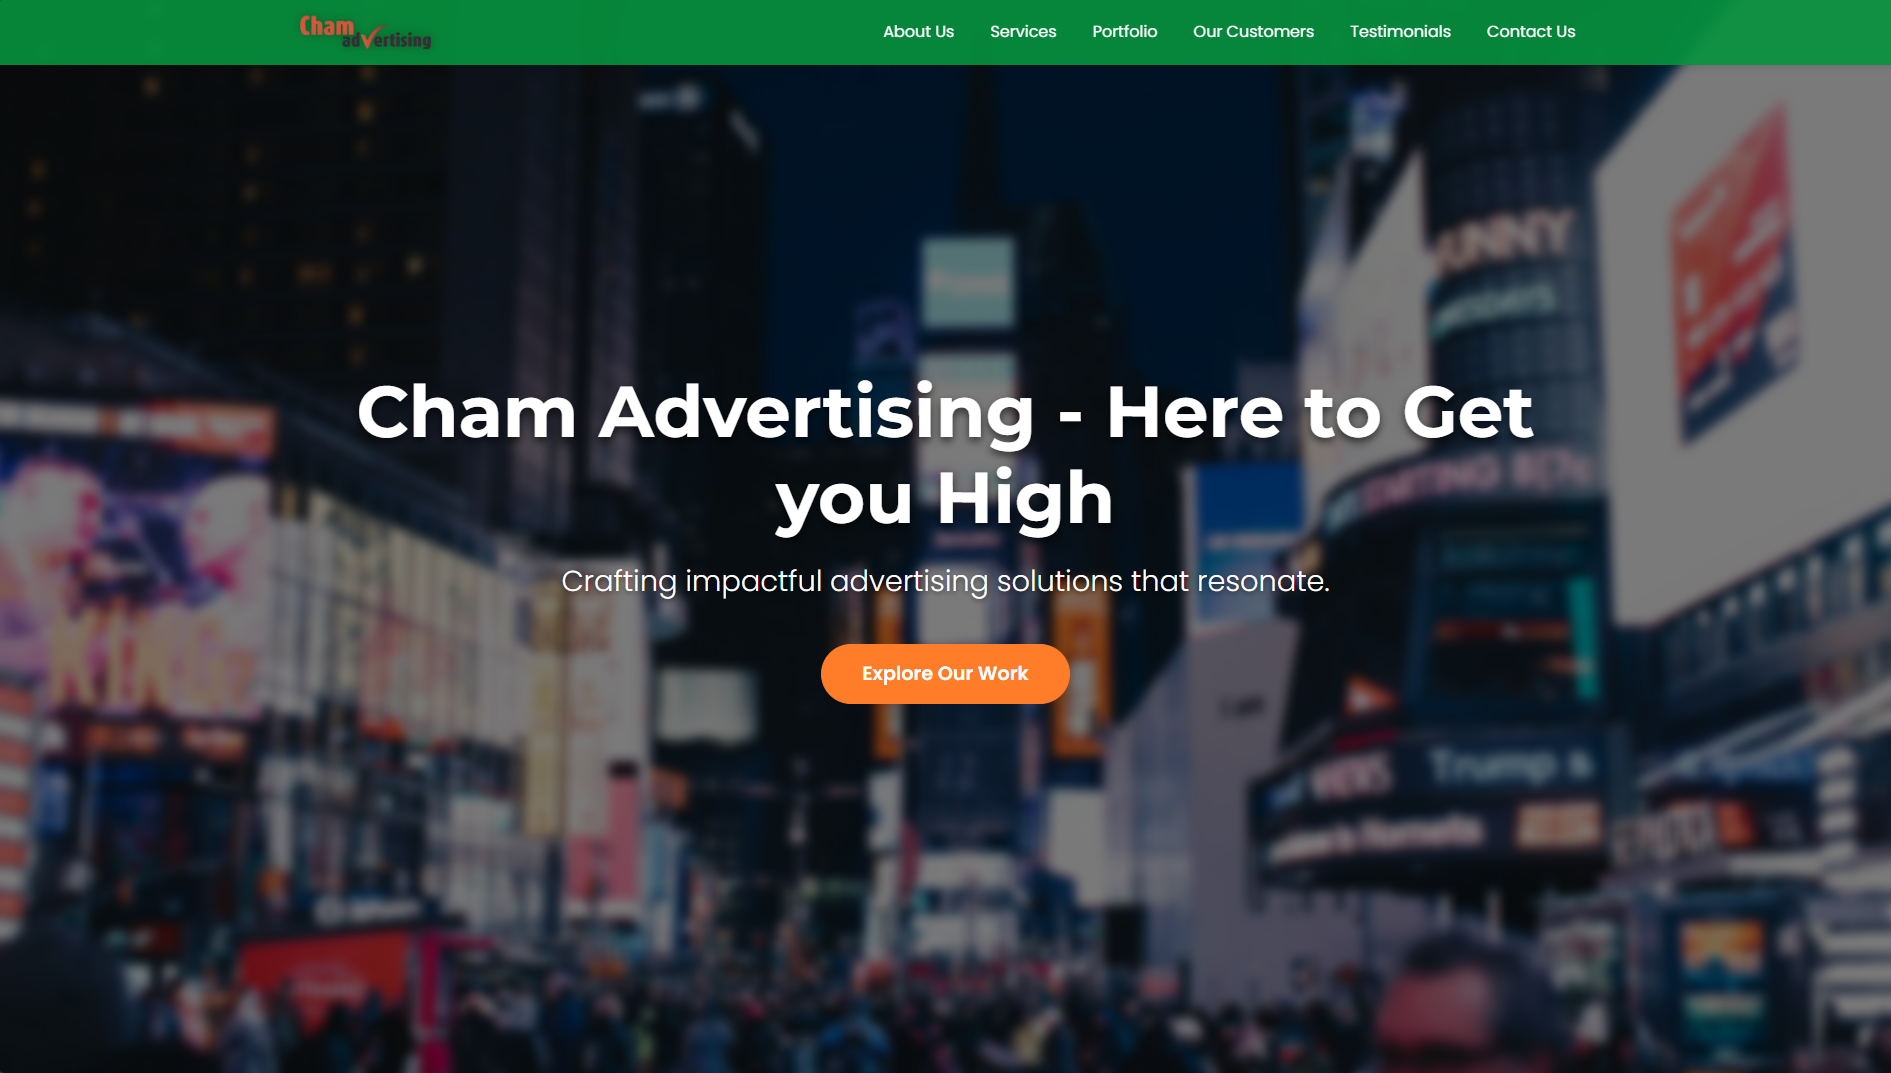 Cham
advertising
About Us
Services
Portfolio
Our Customers
Testimonials
Contact Us
Cham Advertising - Here to Get
you High
Crafting impactful advertising solutions that resonate.
Explore Our Work
Trump